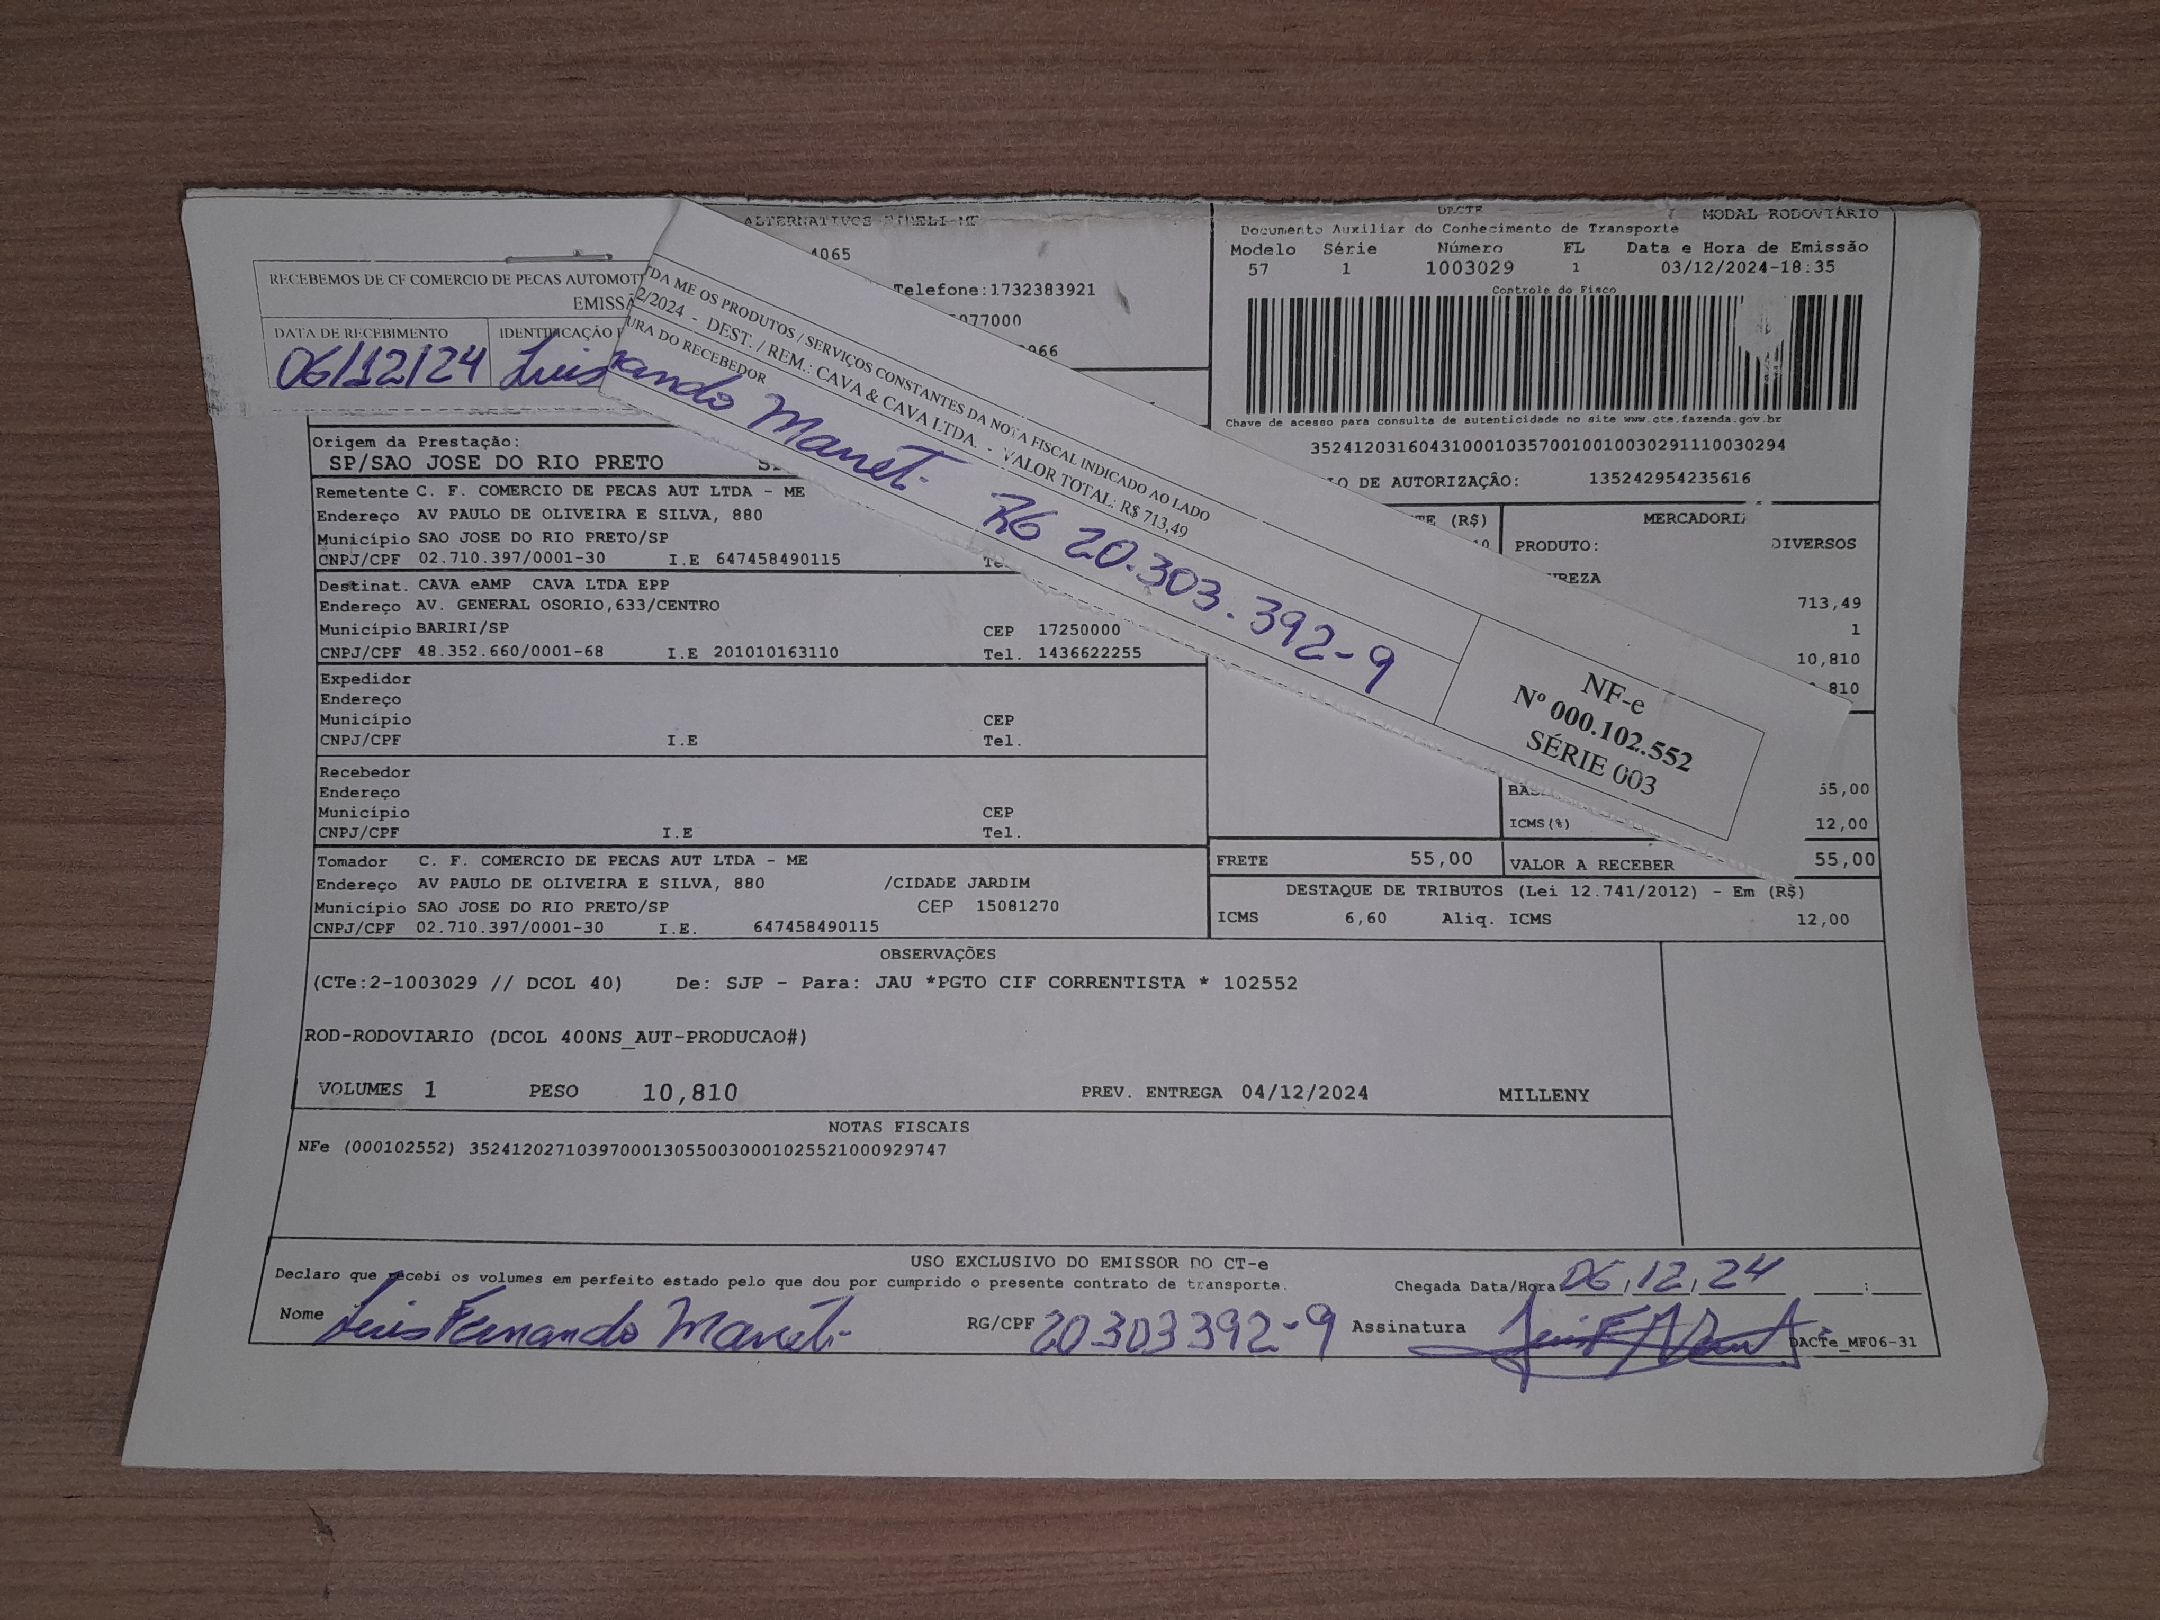 ALTERNATIVOS EIRELI-ME
4065
Telefone:1732383921
077000
DACTE MODAL RODOVIÁRIO
Documento Auxiliar do Conhecimento de Transporte
Modelo Série Número FL Data e Hora de Emissão
57 1 1003029 1 03/12/2024-18:35
Controle do Fisco
Chave de acesso para consulta de autenticidade no site www.cte.fazenda.gov.br
35241203160431000103570010010030291110030294
O DE AUTORIZAÇÃO: 135242954235616
RECEBEMOS DE CF COMERCIO DE PECAS AUTOMOTI
EMISSÃ
DATA DE RECEBIMENTO IDENTIFICAÇÃO
06/12/24 Luis
TDA ME OS PRODUTOS / SERVIÇOS CONSTANTES DA NOTA FISCAL INDICADO AO LADO
2/2024 - DEST. / REM.: CAVA & CAVA LTDA. - VALOR TOTAL: R$ 713,49
URA DO RECEBEDOR
nando RG 20.303.392-9
NF-e
Nº 000.102.552
SÉRIE 003
Origem da Prestação:
SP/SAO JOSE DO RIO PRETO
Remetente C. F. COMERCIO DE PECAS AUT LTDA - ME
Endereço AV PAULO DE OLIVEIRA E SILVA, 880
Município SAO JOSE DO RIO PRETO/SP
CNPJ/CPF 02.710.397/0001-30 I.E 647458490115
Destinat. CAVA eAMP CAVA LTDA EPP
Endereço AV. GENERAL OSORIO,633/CENTRO
Município BARIRI/SP CEP 17250000
CNPJ/CPF 48.352.660/0001-68 I.E 201010163110 Tel. 1436622255
Expedidor
Endereço
Município CEP
CNPJ/CPF I.E Tel.
Recebedor
Endereço
Município CEP
CNPJ/CPF I.E Tel.
Tomador C. F. COMERCIO DE PECAS AUT LTDA - ME
Endereço AV PAULO DE OLIVEIRA E SILVA, 880 /CIDADE JARDIM
Município SAO JOSE DO RIO PRETO/SP CEP 15081270
CNPJ/CPF 02.710.397/0001-30 I.E. 647458490115
(R$) MERCADORI
PRODUTO: DIVERSOS
UREZA
713,49
1
10,810
810
55,00
ICMS(%) 12,00
FRETE 55,00 VALOR A RECEBER 55,00
DESTAQUE DE TRIBUTOS (Lei 12.741/2012) - Em (R$)
ICMS 6,60 Aliq. ICMS 12,00
OBSERVAÇÕES
(CTe:2-1003029 // DCOL 40) De: SJP - Para: JAU *PGTO CIF CORRENTISTA * 102552
ROD-RODOVIARIO (DCOL 400NS_AUT-PRODUCAO#)
VOLUMES 1 PESO 10,810 PREV. ENTREGA 04/12/2024 MILLENY
NOTAS FISCAIS
NFe (000102552) 35241202710397000130550030001025521000929747
USO EXCLUSIVO DO EMISSOR DO CT-e
Declaro que recebi os volumes em perfeito estado pelo que dou por cumprido o presente contrato de transporte. Chegada Data/Hora 06,12,24 :
Nome Luis Fernando RG/CPF 20303392-9 Assinatura DACTe_MF06-31